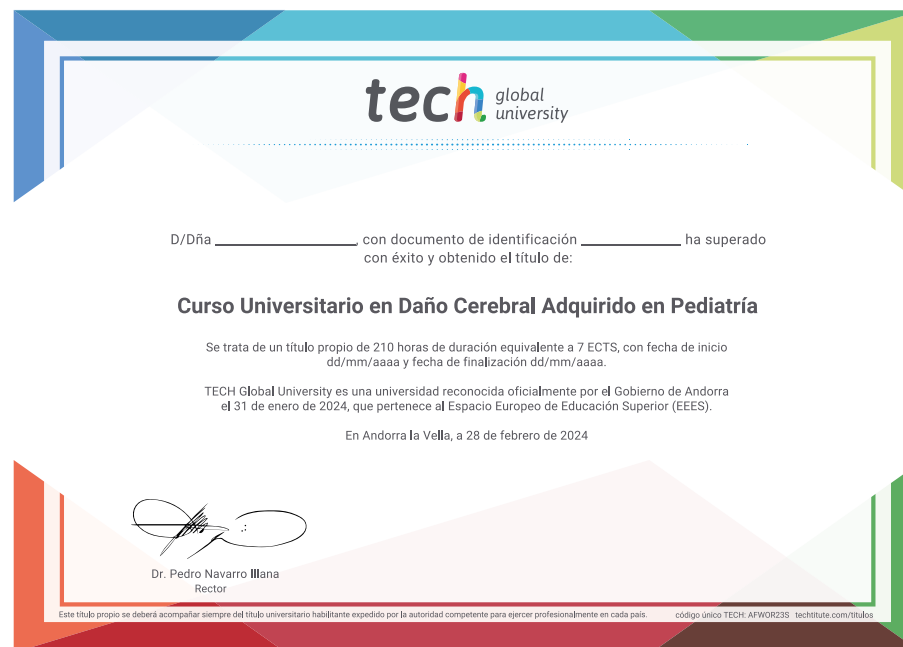 tech global university
D/Dña ________________, con documento de identificación ____________ ha superado
con éxito y obtenido el título de:
Curso Universitario en Daño Cerebral Adquirido en Pediatría
Se trata de un título propio de 210 horas de duración equivalente a 7 ECTS, con fecha de inicio
dd/mm/aaaa y fecha de finalización dd/mm/aaaa.
TECH Global University es una universidad reconocida oficialmente por el Gobierno de Andorra
el 31 de enero de 2024, que pertenece al Espacio Europeo de Educación Superior (EEES).
En Andorra la Vella, a 28 de febrero de 2024
Dr. Pedro Navarro Illana
Rector
Este título propio se deberá acompañar siempre del título universitario habilitante expedido por la autoridad competente para ejercer profesionalmente en cada país. código único TECH: AFWOR23S techtitute.com/titulos